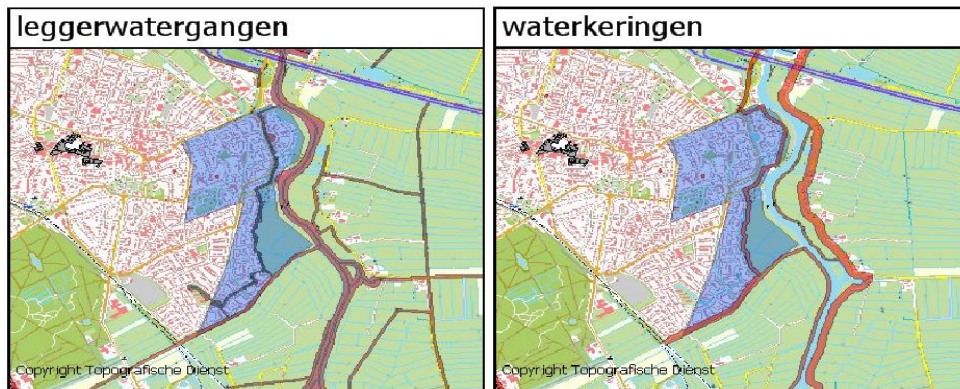 leggerwatergangen
waterkeringen
Copyright Topografische Dienst
Copyright Topografische Dienst